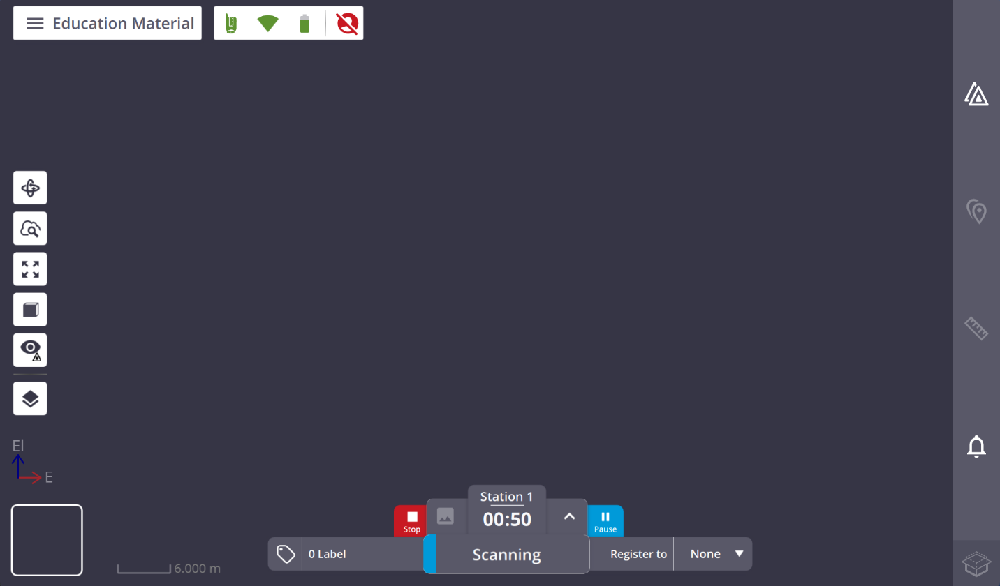 Education Material
El
E
Station 1
00:50
Stop
Pause
0 Label
Scanning
Register to
None
6.000 m